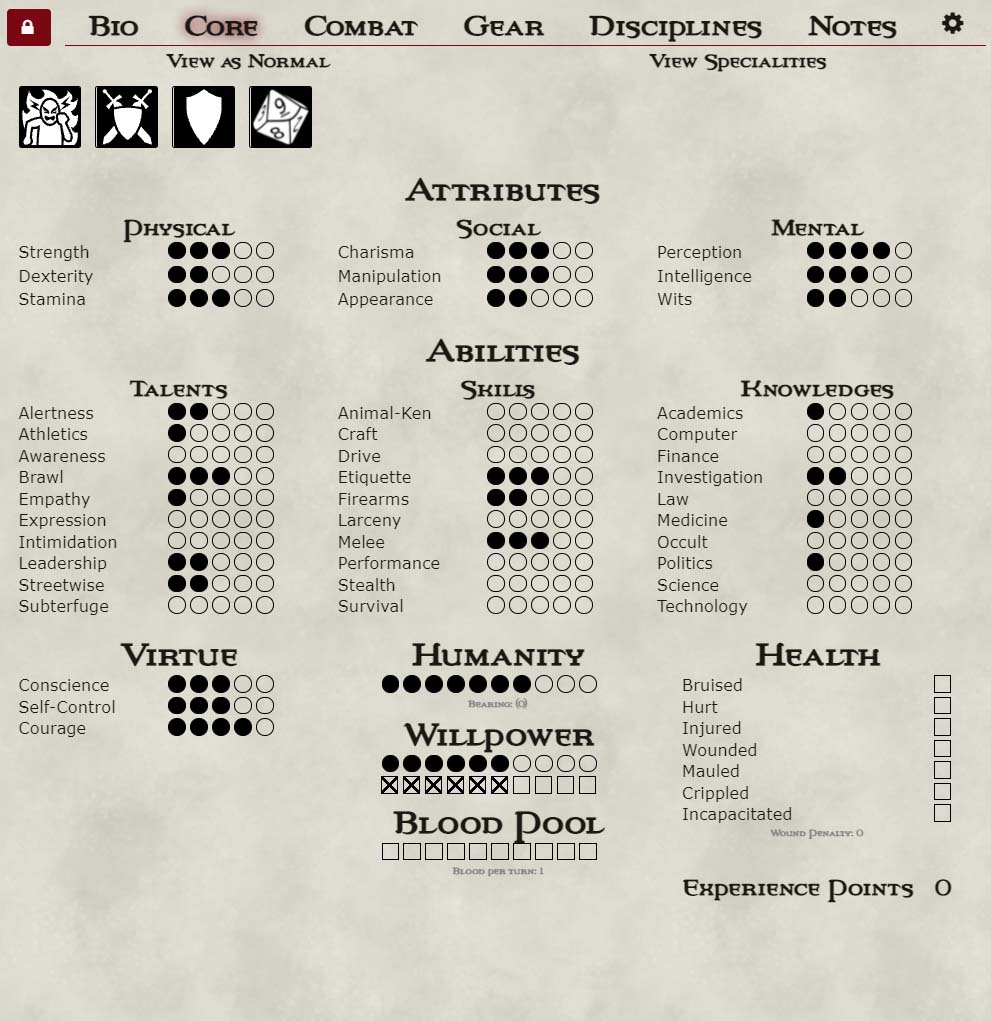 Bio Core Combat Gear Disciplines Notes
View as Normal View Specialities
9 8
Attributes
Physical Social Mental
Strength Charisma Perception
Dexterity Manipulation Intelligence
Stamina Appearance Wits
Abilities
Talents Skills Knowledges
Alertness Animal-Ken Academics
Athletics Craft Computer
Awareness Drive Finance
Brawl Etiquette Investigation
Empathy Firearms Law
Expression Larceny Medicine
Intimidation Melee Occult
Leadership Performance Politics
Streetwise Stealth Science
Subterfuge Survival Technology
Virtue Humanity Health
Conscience Bruised
Self-Control Bearing: (0) Hurt
Courage Willpower Injured
Wounded
Mauled
Crippled
Blood Pool Incapacitated
Wound Penalty: 0
Blood per turn: 1
Experience Points 0